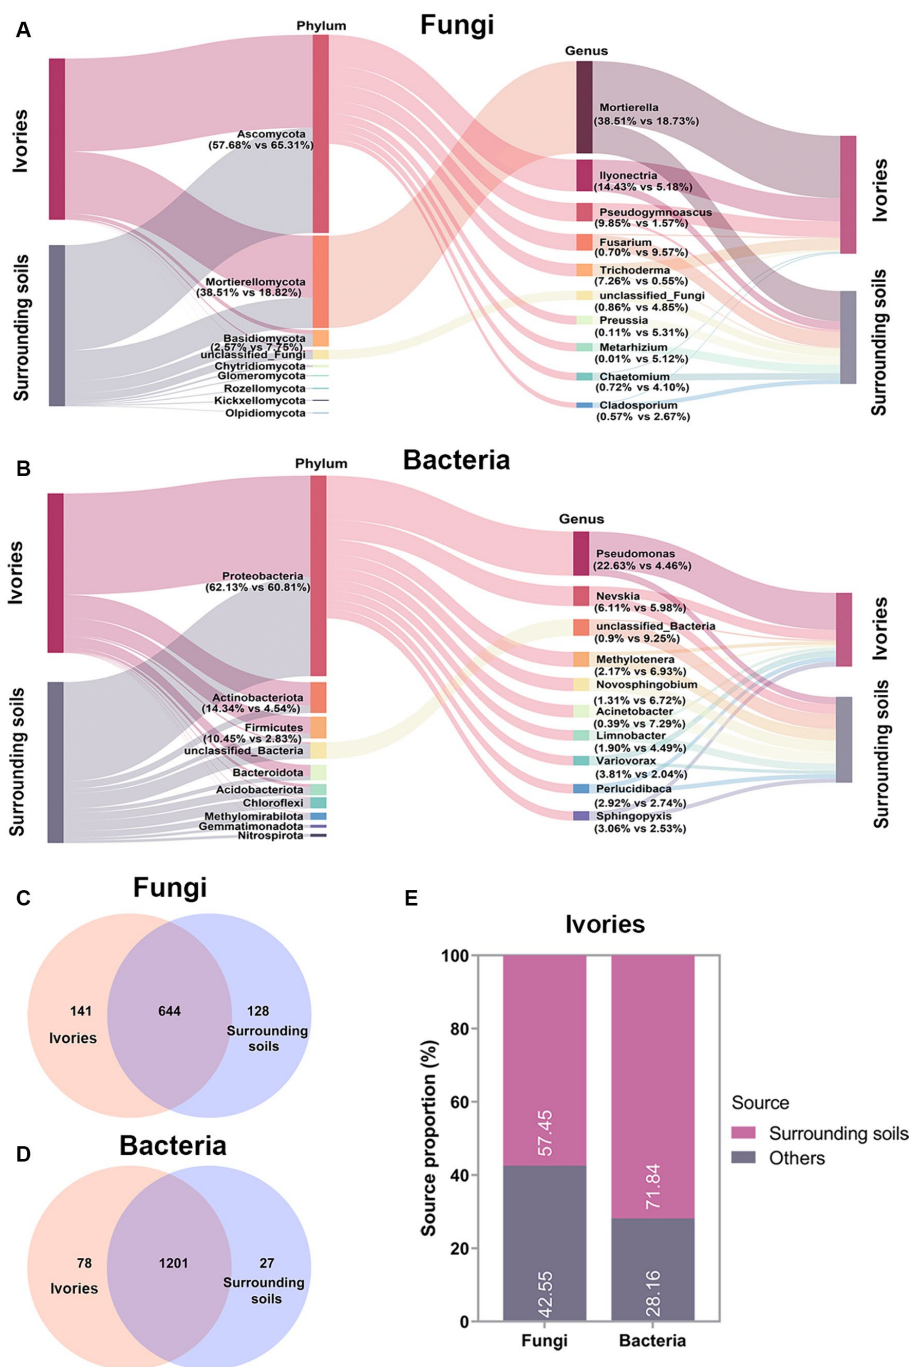 A
Fungi
Phylum
Genus
Ivories
Surrounding soils
Ascomycota
(57.68% vs 65.31%)
Mortierellomycota
(38.51% vs 18.82%)
Basidiomycota
(2.57% vs 7.75%)
unclassified_Fungi
Chytridiomycota
Glomeromycota
Rozellomycota
Kickxellomycota
Olpidiomycota
Mortierella
(38.51% vs 18.73%)
Ilyonectria
(14.43% vs 5.18%)
Pseudogymnoascus
(9.85% vs 1.57%)
Fusarium
(0.70% vs 9.57%)
Trichoderma
(7.26% vs 0.55%)
unclassified_Fungi
(0.86% vs 4.85%)
Preussia
(0.11% vs 5.31%)
Metarhizium
(0.01% vs 5.12%)
Chaetomium
(0.72% vs 4.10%)
Cladosporium
(0.57% vs 2.67%)
Ivories
Surrounding soils
B
Bacteria
Phylum
Genus
Ivories
Surrounding soils
Proteobacteria
(62.13% vs 60.81%)
Actinobacteriota
(14.34% vs 4.54%)
Firmicutes
(10.45% vs 2.83%)
unclassified_Bacteria
Bacteroidota
Acidobacteriota
Chloroflexi
Methylomirabilota
Gemmatimonadota
Nitrospirota
Pseudomonas
(22.63% vs 4.46%)
Nevskia
(6.11% vs 5.98%)
unclassified_Bacteria
(0.9% vs 9.25%)
Methylotenera
(2.17% vs 6.93%)
Novosphingobium
(1.31% vs 6.72%)
Acinetobacter
(0.39% vs 7.29%)
Limnobacter
(1.90% vs 4.49%)
Variovorax
(3.81% vs 2.04%)
Perlucidibaca
(2.92% vs 2.74%)
Sphingopyxis
(3.06% vs 2.53%)
Ivories
Surrounding soils
C
Fungi
141
Ivories
644
128
Surrounding
soils
D
Bacteria
78
Ivories
1201
27
Surrounding
soils
E
Ivories
Source proportion (%)
100
80
60
40
20
0
57.45
42.55
71.84
28.16
Fungi
Bacteria
Source
Surrounding soils
Others